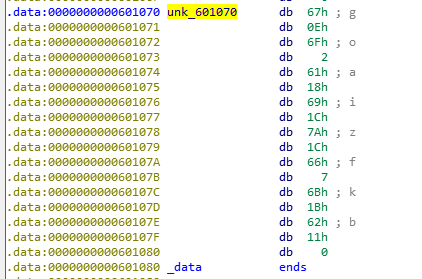 .data:0000000000601070 unk_601070 db 67h ; g
.data:0000000000601071 db 0Eh
.data:0000000000601072 db 6Fh ; o
.data:0000000000601073 db 2
.data:0000000000601074 db 61h ; a
.data:0000000000601075 db 18h
.data:0000000000601076 db 69h ; i
.data:0000000000601077 db 1Ch
.data:0000000000601078 db 7Ah ; z
.data:0000000000601079 db 1Ch
.data:000000000060107A db 66h ; f
.data:000000000060107B db 7
.data:000000000060107C db 6Bh ; k
.data:000000000060107D db 1Bh
.data:000000000060107E db 62h ; b
.data:000000000060107F db 11h
.data:0000000000601080 db 0
.data:0000000000601080 _data ends